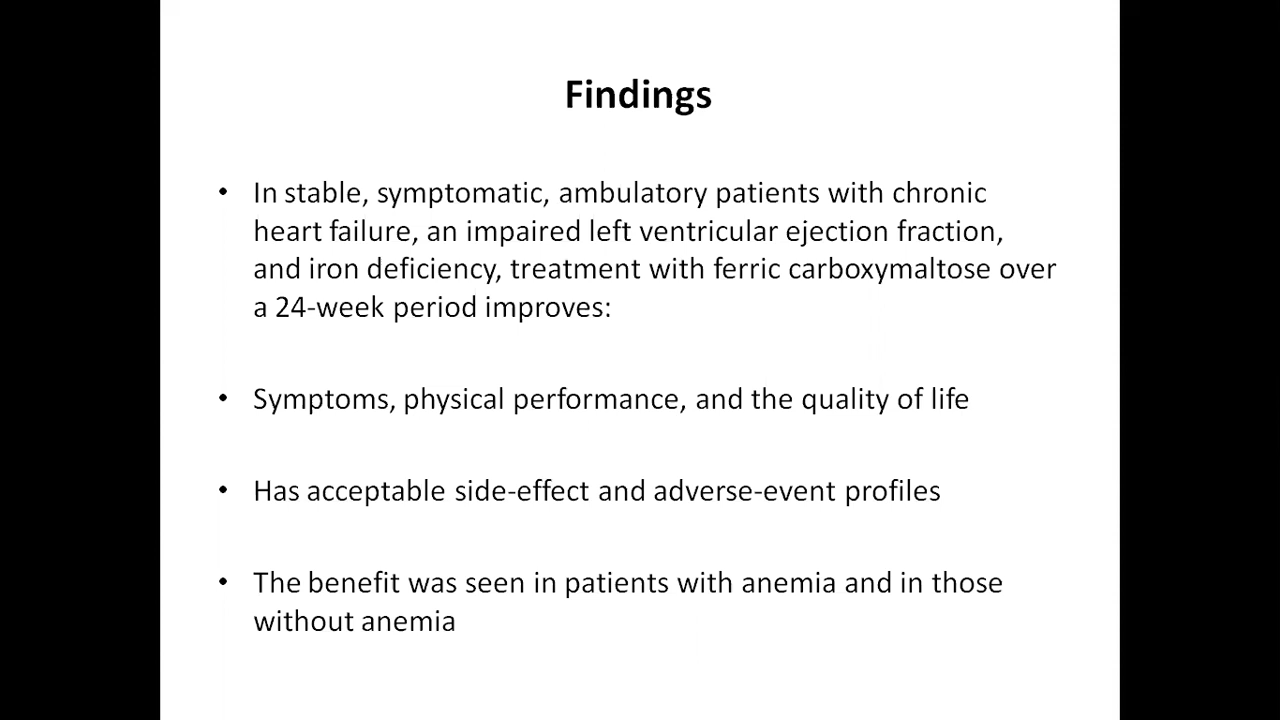 Findings
• In stable, symptomatic, ambulatory patients with chronic
heart failure, an impaired left ventricular ejection fraction,
and iron deficiency, treatment with ferric carboxymaltose over
a 24-week period improves:
• Symptoms, physical performance, and the quality of life
• Has acceptable side-effect and adverse-event profiles
• The benefit was seen in patients with anemia and in those
without anemia